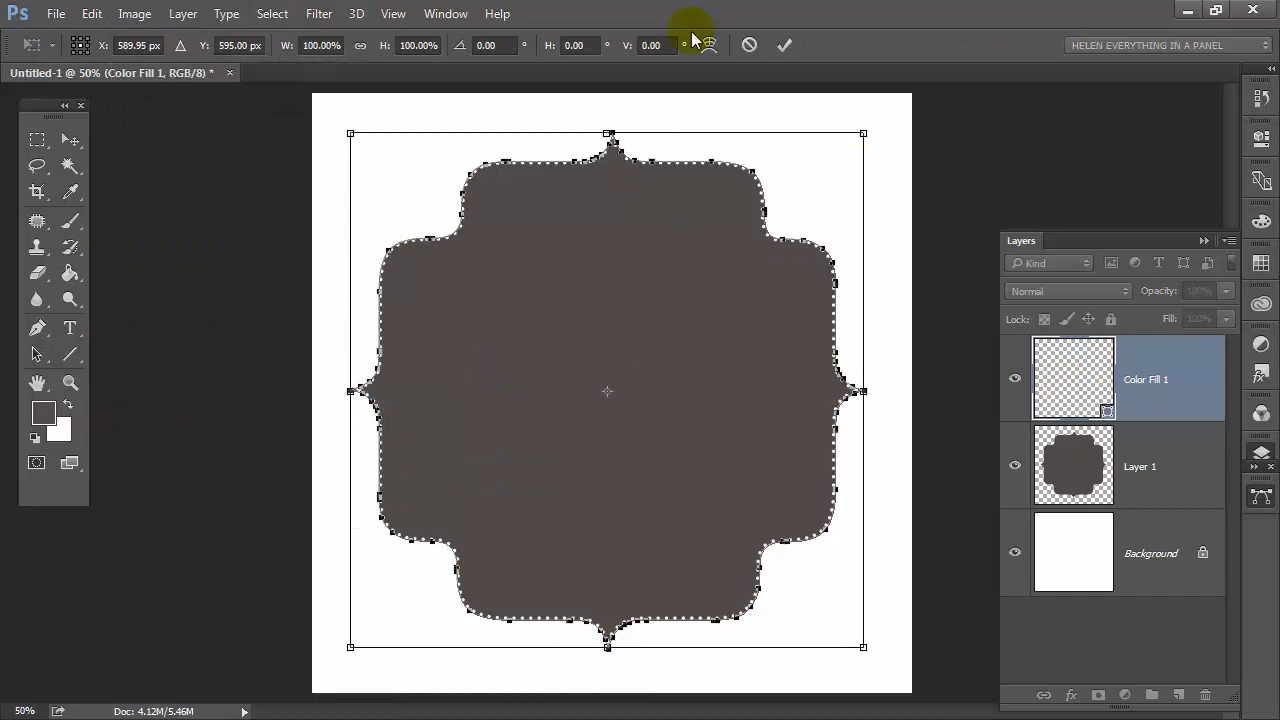 Ps File Edit Image Layer Type Select Filter 3D View Window Help
X: 589.95 px Y: 595.00 px W: 100.00% H: 100.00% 0.00 ° H: 0.00 ° V: 0.00 ° HELEN EVERYTHING IN A PANEL
Untitled-1 @ 50% (Color Fill 1, RGB/8) * ×
Layers
Kind
Normal Opacity: 100%
Lock: Fill: 100%
Color Fill 1
Layer 1
Background
50% Doc: 4.12M/5.46M